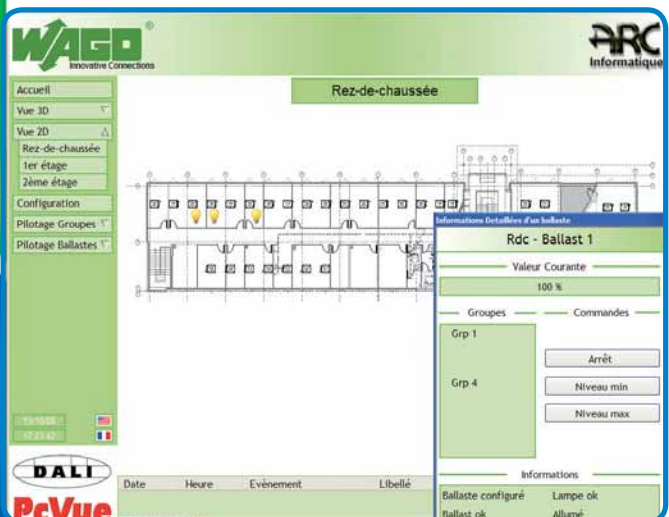 WAGO®
Innovative Connections
ARC
Informatique
Rez-de-chaussée
Accueil
Vue 3D
Vue 2D
Rez-de-chaussée
1er étage
2ème étage
Configuration
Pilotage Groupes
Pilotage Ballastes
Informations Detaillées d'un ballaste
Rdc - Ballast 1
Valeur Courante
100 %
Groupes
Commandes
Grp 1
Grp 4
Arrêt
Niveau min
Niveau max
Informations
Ballaste configuré
Lampe ok
Ballast ok
Allumé
DALI
PcVue
Date Heure Evènement Libellé